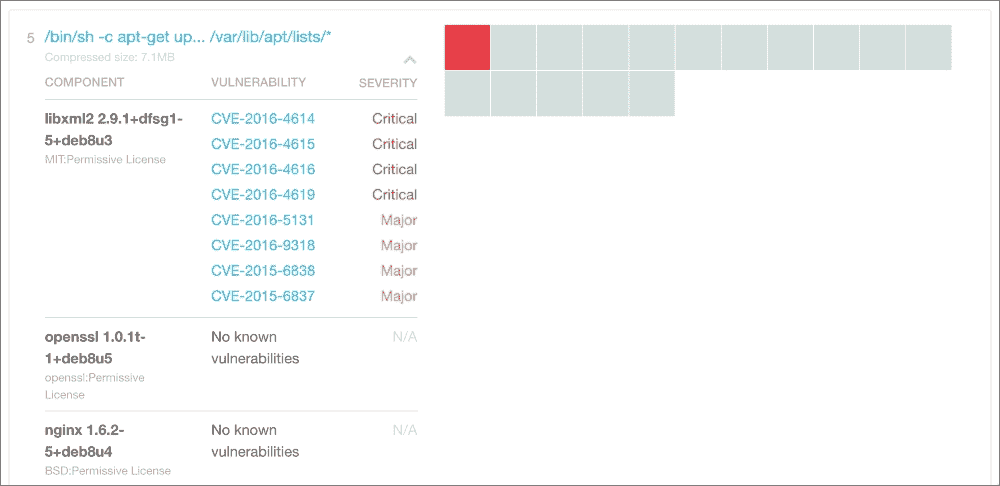 5 /bin/sh -c apt-get up... /var/lib/apt/lists/*
Compressed size: 7.1MB
COMPONENT VULNERABILITY SEVERITY
libxml2 2.9.1+dfsg1- CVE-2016-4614 Critical
5+deb8u3 CVE-2016-4615 Critical
MIT:Permissive License CVE-2016-4616 Critical
CVE-2016-4619 Critical
CVE-2016-5131 Major
CVE-2016-9318 Major
CVE-2015-6838 Major
CVE-2015-6837 Major
openssl 1.0.1t- No known N/A
1+deb8u5 vulnerabilities
openssl:Permissive
License
nginx 1.6.2- No known N/A
5+deb8u4 vulnerabilities
BSD:Permissive License